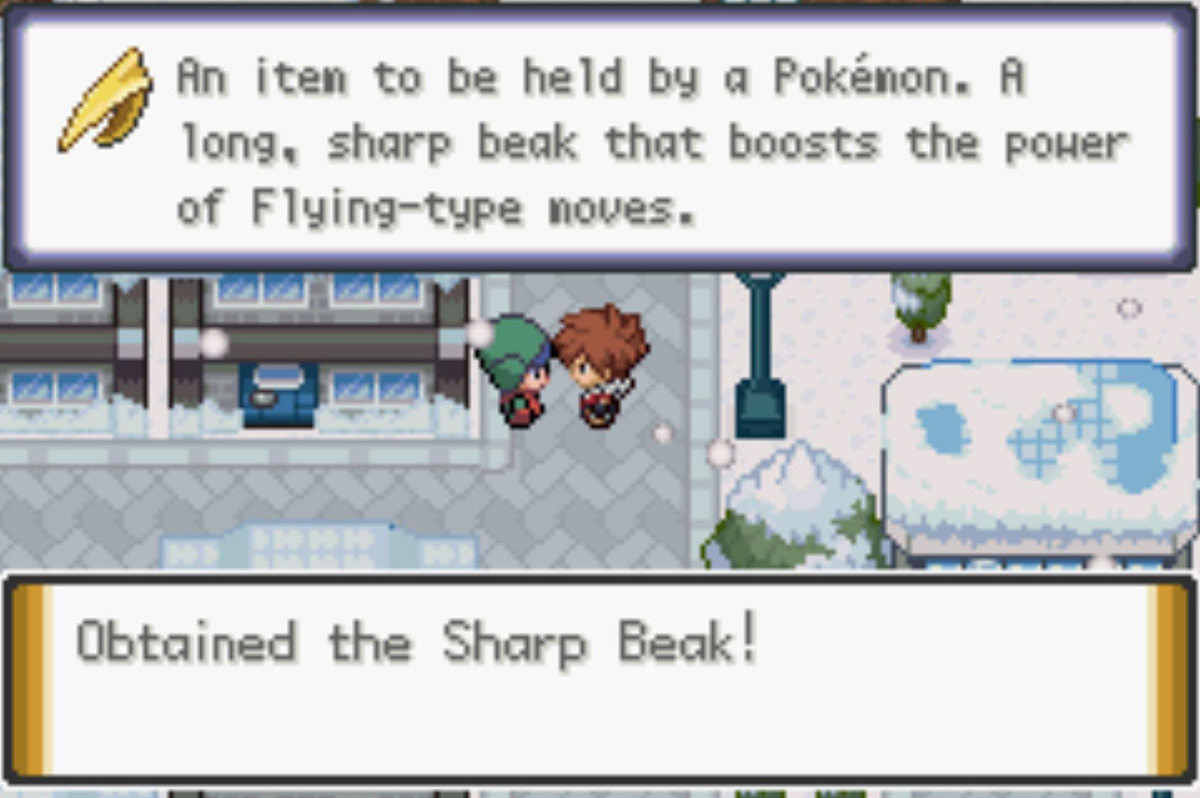 An item to be held by a Pokémon. A
long, sharp beak that boosts the power
of Flying-type moves.
Obtained the Sharp Beak!